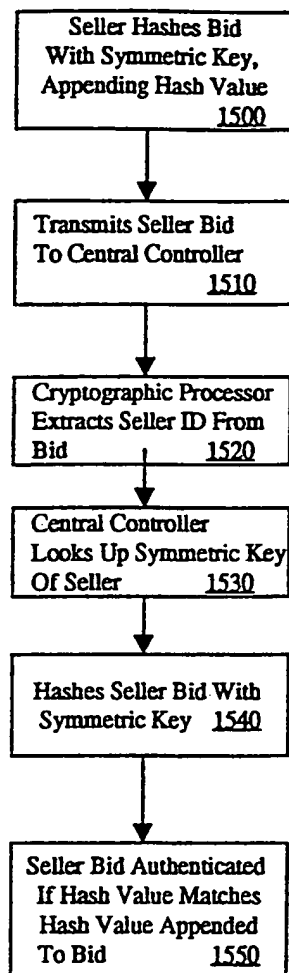 Seller Hashes Bid
With Symmetric Key,
Appending Hash Value
1500
Transmits Seller Bid
To Central Controller
1510
Cryptographic Processor
Extracts Seller ID From
Bid 1520
Central Controller
Looks Up Symmetric Key
Of Seller 1530
Hashes Seller Bid With
Symmetric Key 1540
Seller Bid Authenticated
If Hash Value Matches
Hash Value Appended
To Bid 1550